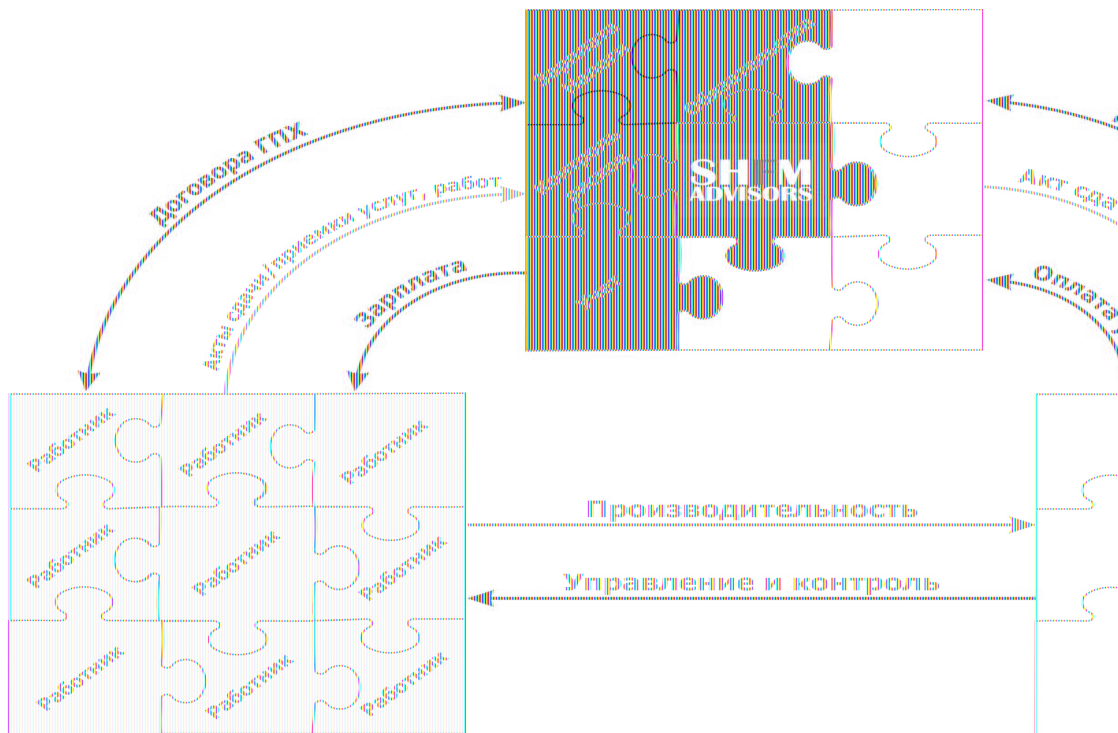 Договора ГПХ
Акты сдачи/приемки услуг, работ
Зарплата
SHEM
ADVISORS
Акт сда
Оплата
Работник
Работник
Работник
Работник
Работник
Работник
Работник
Работник
Работник
Производительность
Управление и контроль